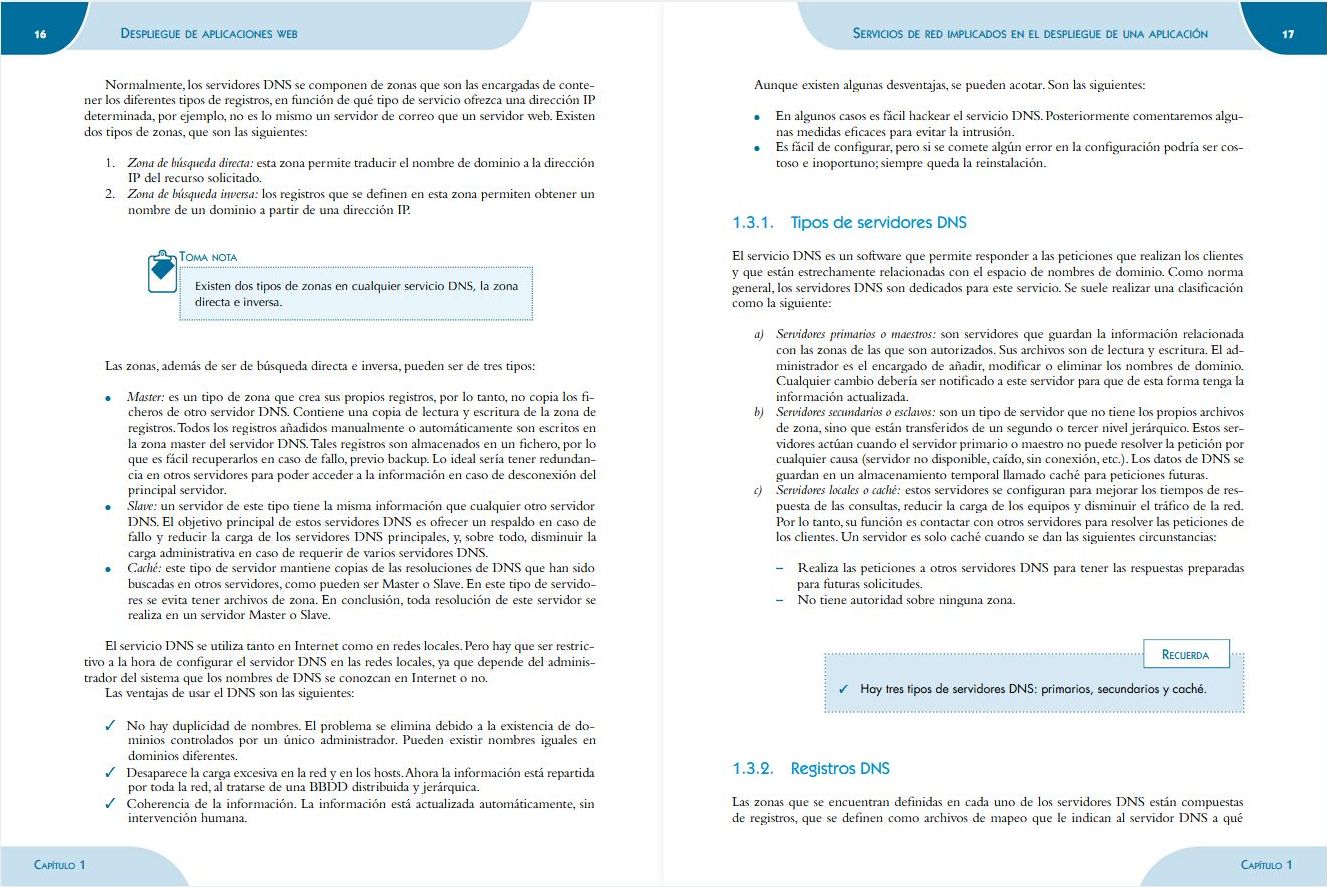 16
DESPLIEGUE DE APLICACIONES WEB
Normalmente, los servidores DNS se componen de zonas que son las encargadas de conte-
ner los diferentes tipos de registros, en función de qué tipo de servicio ofrezca una dirección IP
determinada, por ejemplo, no es lo mismo un servidor de correo que un servidor web. Existen
dos tipos de zonas, que son las siguientes:
1. Zona de búsqueda directa: esta zona permite traducir el nombre de dominio a la dirección
IP del recurso solicitado.
2. Zona de búsqueda inversa: los registros que se definen en esta zona permiten obtener un
nombre de un dominio a partir de una dirección IP.
TOMA NOTA
Existen dos tipos de zonas en cualquier servicio DNS, la zona
directa e inversa.
Las zonas, además de ser de búsqueda directa e inversa, pueden ser de tres tipos:
• Master: es un tipo de zona que crea sus propios registros, por lo tanto, no copia los fi-
cheros de otro servidor DNS. Contiene una copia de lectura y escritura de la zona de
registros. Todos los registros añadidos manualmente o automáticamente son escritos en
la zona master del servidor DNS. Tales registros son almacenados en un fichero, por lo
que es fácil recuperarlos en caso de fallo, previo backup. Lo ideal sería tener redundan-
cia en otros servidores para poder acceder a la información en caso de desconexión del
principal servidor.
• Slave: un servidor de este tipo tiene la misma información que cualquier otro servidor
DNS. El objetivo principal de estos servidores DNS es ofrecer un respaldo en caso de
fallo y reducir la carga de los servidores DNS principales, y, sobre todo, disminuir la
carga administrativa en caso de requerir de varios servidores DNS.
• Caché: este tipo de servidor mantiene copias de las resoluciones de DNS que han sido
buscadas en otros servidores, como pueden ser Master o Slave. En este tipo de servido-
res se evita tener archivos de zona. En conclusión, toda resolución de este servidor se
realiza en un servidor Master o Slave.
El servicio DNS se utiliza tanto en Internet como en redes locales. Pero hay que ser restric-
tivo a la hora de configurar el servidor DNS en las redes locales, ya que depende del adminis-
trador del sistema que los nombres de DNS se conozcan en Internet o no.
Las ventajas de usar el DNS son las siguientes:
✓ No hay duplicidad de nombres. El problema se elimina debido a la existencia de do-
minios controlados por un único administrador. Pueden existir nombres iguales en
dominios diferentes.
✓ Desaparece la carga excesiva en la red y en los hosts. Ahora la información está repartida
por toda la red, al tratarse de una BBDD distribuida y jerárquica.
✓ Coherencia de la información. La información está actualizada automáticamente, sin
intervención humana.
CAPÍTULO 1
SERVICIOS DE RED IMPLICADOS EN EL DESPLIEGUE DE UNA APLICACIÓN
17
Aunque existen algunas desventajas, se pueden acotar. Son las siguientes:
• En algunos casos es fácil hackear el servicio DNS. Posteriormente comentaremos algu-
nas medidas eficaces para evitar la intrusión.
• Es fácil de configurar, pero si se comete algún error en la configuración podría ser cos-
toso e inoportuno; siempre queda la reinstalación.
1.3.1. Tipos de servidores DNS
El servicio DNS es un software que permite responder a las peticiones que realizan los clientes
y que están estrechamente relacionadas con el espacio de nombres de dominio. Como norma
general, los servidores DNS son dedicados para este servicio. Se suele realizar una clasificación
como la siguiente:
a) Servidores primarios o maestros: son servidores que guardan la información relacionada
con las zonas de las que son autorizados. Sus archivos son de lectura y escritura. El ad-
ministrador es el encargado de añadir, modificar o eliminar los nombres de dominio.
Cualquier cambio debería ser notificado a este servidor para que de esta forma tenga la
información actualizada.
b) Servidores secundarios o esclavos: son un tipo de servidor que no tiene los propios archivos
de zona, sino que están transferidos de un segundo o tercer nivel jerárquico. Estos ser-
vidores actúan cuando el servidor primario o maestro no puede resolver la petición por
cualquier causa (servidor no disponible, caído, sin conexión, etc.). Los datos de DNS se
guardan en un almacenamiento temporal llamado caché para peticiones futuras.
c) Servidores locales o caché: estos servidores se configuran para mejorar los tiempos de res-
puesta de las consultas, reducir la carga de los equipos y disminuir el tráfico de la red.
Por lo tanto, su función es contactar con otros servidores para resolver las peticiones de
los clientes. Un servidor es solo caché cuando se dan las siguientes circunstancias:
– Realiza las peticiones a otros servidores DNS para tener las respuestas preparadas
para futuras solicitudes.
– No tiene autoridad sobre ninguna zona.
RECUERDA
✓ Hay tres tipos de servidores DNS: primarios, secundarios y caché.
1.3.2. Registros DNS
Las zonas que se encuentran definidas en cada uno de los servidores DNS están compuestas
de registros, que se definen como archivos de mapeo que le indican al servidor DNS a qué
CAPÍTULO 1